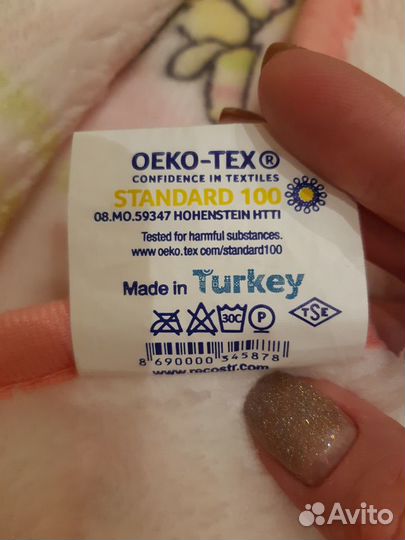 OEKO-TEX®
CONFIDENCE IN TEXTILES
STANDARD 100
08.MO.59347 HOHENSTEIN HTTI
Tested for harmful substances.
www.oeko.tex.com/standard100
Made in Turkey
30C P TSE
8 690000 345878
www.recostr.com
Avito